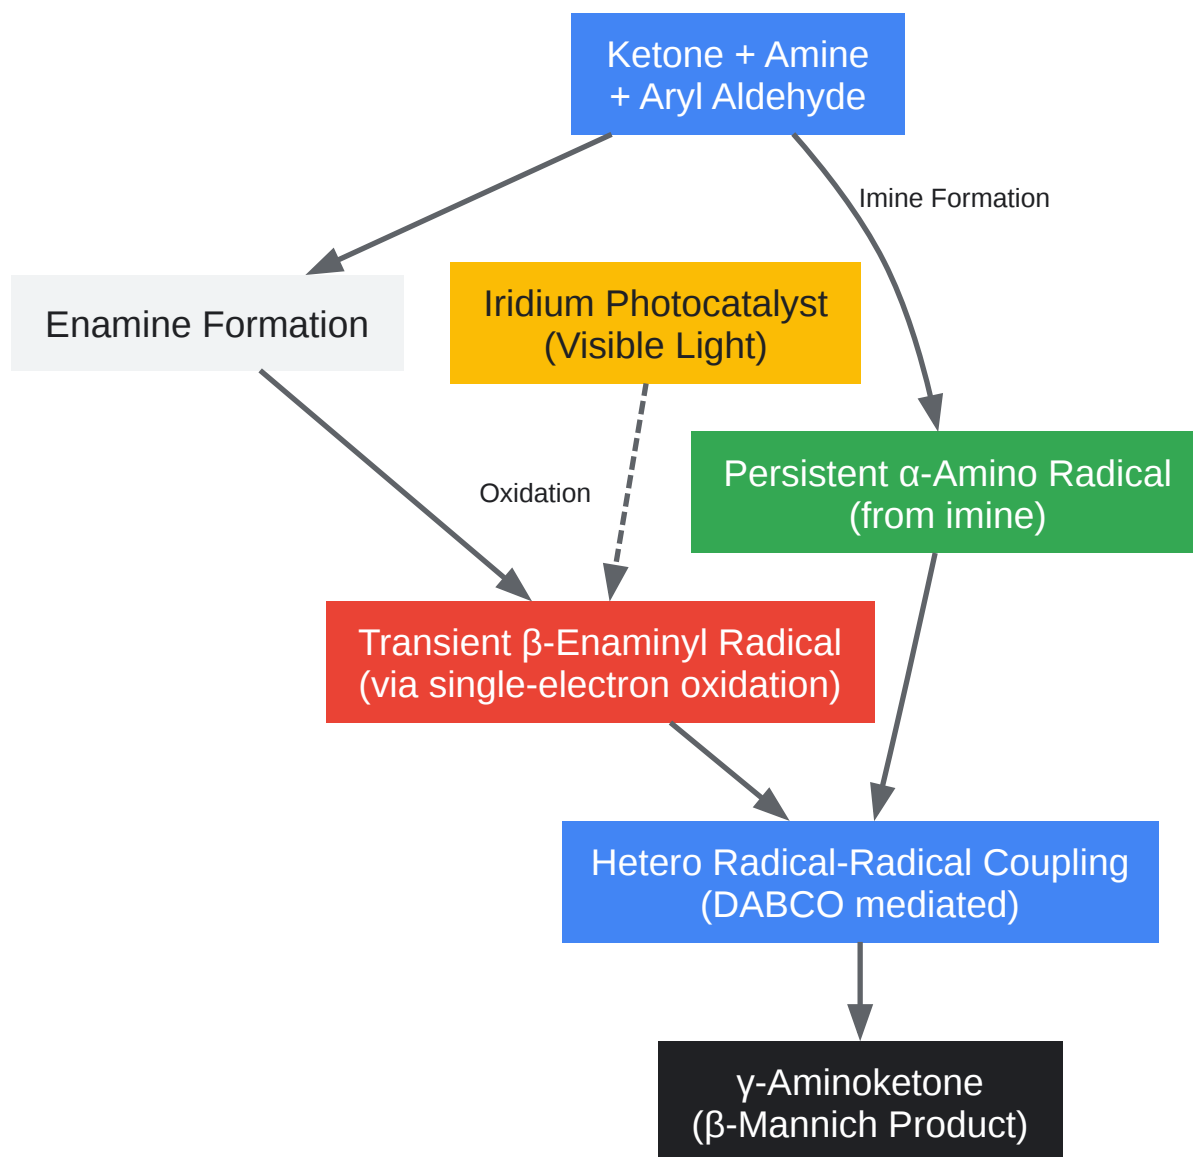 Ketone + Amine
+ Aryl Aldehyde
Imine Formation
Enamine Formation
Iridium Photocatalyst
(Visible Light)
Persistent α-Amino Radical
(from imine)
Oxidation
Transient β-Enaminyl Radical
(via single-electron oxidation)
Hetero Radical-Radical Coupling
(DABCO mediated)
γ-Aminoketone
(β-Mannich Product)